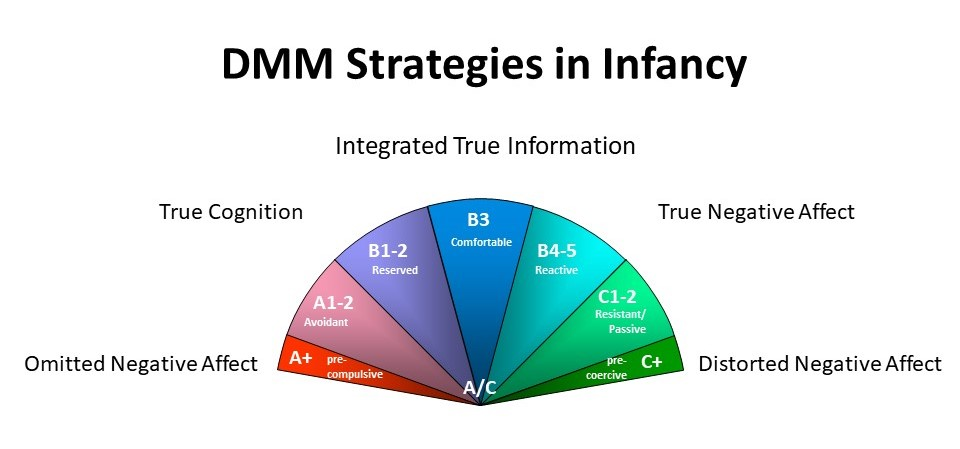 DMM Strategies in Infancy
Integrated True Information
True Cognition
True Negative Affect
B3
Comfortable
B1-2
Reserved
B4-5
Reactive
A1-2
Avoidant
C1-2
Resistant/
Passive
Omitted Negative Affect
A+
pre-
compulsive
A/C
pre-
coercive
C+
Distorted Negative Affect